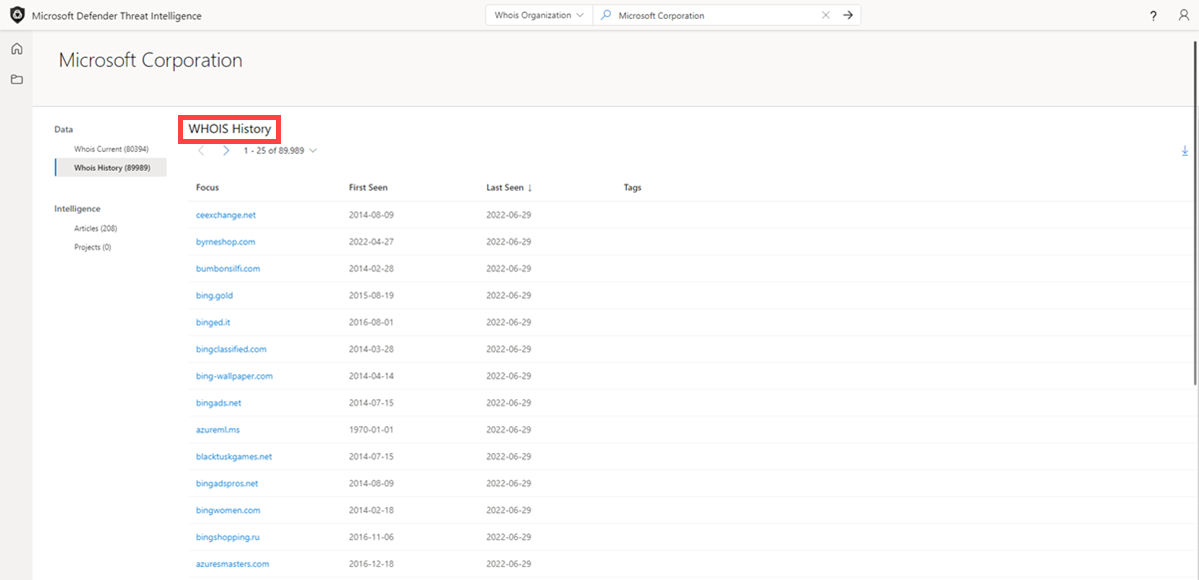 Microsoft Defender Threat Intelligence Whois Organization Microsoft Corporation ?
Microsoft Corporation
Data
Whois Current (80394)
Whois History (89989)
Intelligence
Articles (208)
Projects (0)
WHOIS History
1 - 25 of 89,989
Focus First Seen Last Seen ↓ Tags
ceexchange.net 2014-08-09 2022-06-29
byrneshop.com 2022-04-27 2022-06-29
bumbonsilfi.com 2014-02-28 2022-06-29
bing.gold 2015-08-19 2022-06-29
binged.it 2016-08-01 2022-06-29
bingclassified.com 2014-03-28 2022-06-29
bing-wallpaper.com 2014-04-14 2022-06-29
bingads.net 2014-07-15 2022-06-29
azureml.ms 1970-01-01 2022-06-29
blacktuskgames.net 2014-07-15 2022-06-29
bingadspros.net 2014-08-09 2022-06-29
bingwomen.com 2014-02-18 2022-06-29
bingshopping.ru 2016-11-06 2022-06-29
azuresmasters.com 2016-12-18 2022-06-29